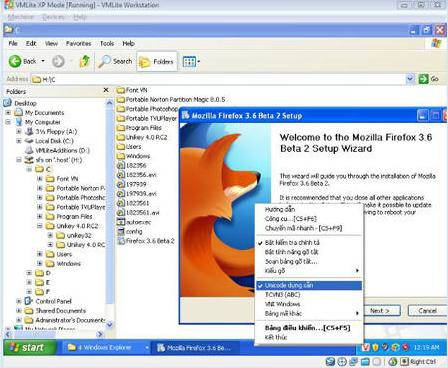 VMLite XP Mode [Running] - VMLite Workstation
Machine Devices Help
C
File Edit View Favorites Tools Help
Back Search Folders
Address H:\C Go
Folders
Desktop
My Documents
My Computer
3½ Floppy (A:)
Local Disk (C:)
VMLiteAdditions (D:)
sfs on '.host' (H:)
C
Font VN
Portable Norton P
Portable Photosh
Portable TYLPlaye
Program Files
Unikey 4.0 RC2
unikey32
Unikey 4.0 RC
Users
Windows
D
E
F
Control Panel
Shared Documents
Administrator's Documents
My Network Places
Font VN
Portable Norton Partition Magic 8.0.5
Portable Photoshop
Portable TYLPlayer
Program Files
Unikey 4.0 RC2
Users
Windows
182356
182356.avi
197939
197939.avi
1823561
1823561.avi
autoexec
config
Firefox 3.6 Beta 2
Mozilla Firefox 3.6 Beta 2 Setup
Welcome to the Mozilla Firefox 3.6
Beta 2 Setup Wizard
This wizard will guide you through the installation of
Mozilla Firefox 3.6 Beta 2.
It is recommended that you close all other applications
make it possible to update
having to reboot your
Hướng dẫn
Công cụ...[CS+F6]
Chuyển mã nhanh - [CS+F9]
Bật kiểm tra chính tả
Bật tính năng gõ tắt
Soạn bảng gõ tắt...
Kiểu gõ
Unicode dựng sẵn
TCVN3 (ABC)
VNI Windows
Bảng mã khác
Bảng điều khiển...[CS+F5]
Kết thúc
Next > Cancel
start 4 Windows Explorer Mozilla Firefox 3.6 Be... 12:19 AM
Right Ctrl